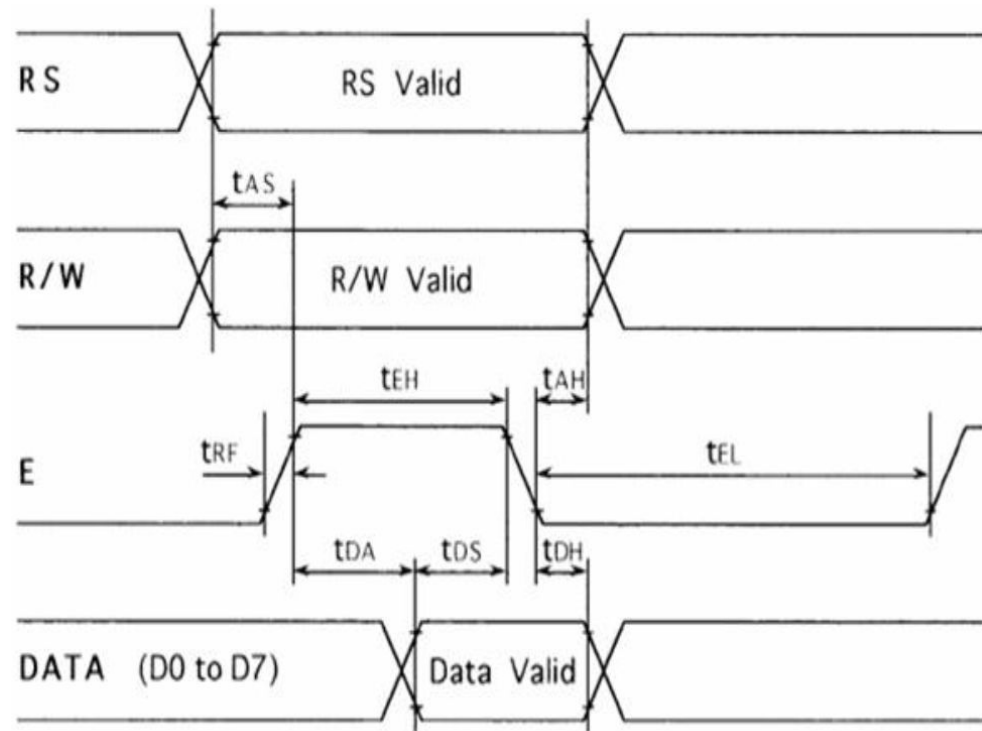 RS
RS Valid
tAS
R/W
R/W Valid
tEH
tAH
tRF
tEL
E
tDA
tDS
tDH
DATA (D0 to D7)
Data Valid